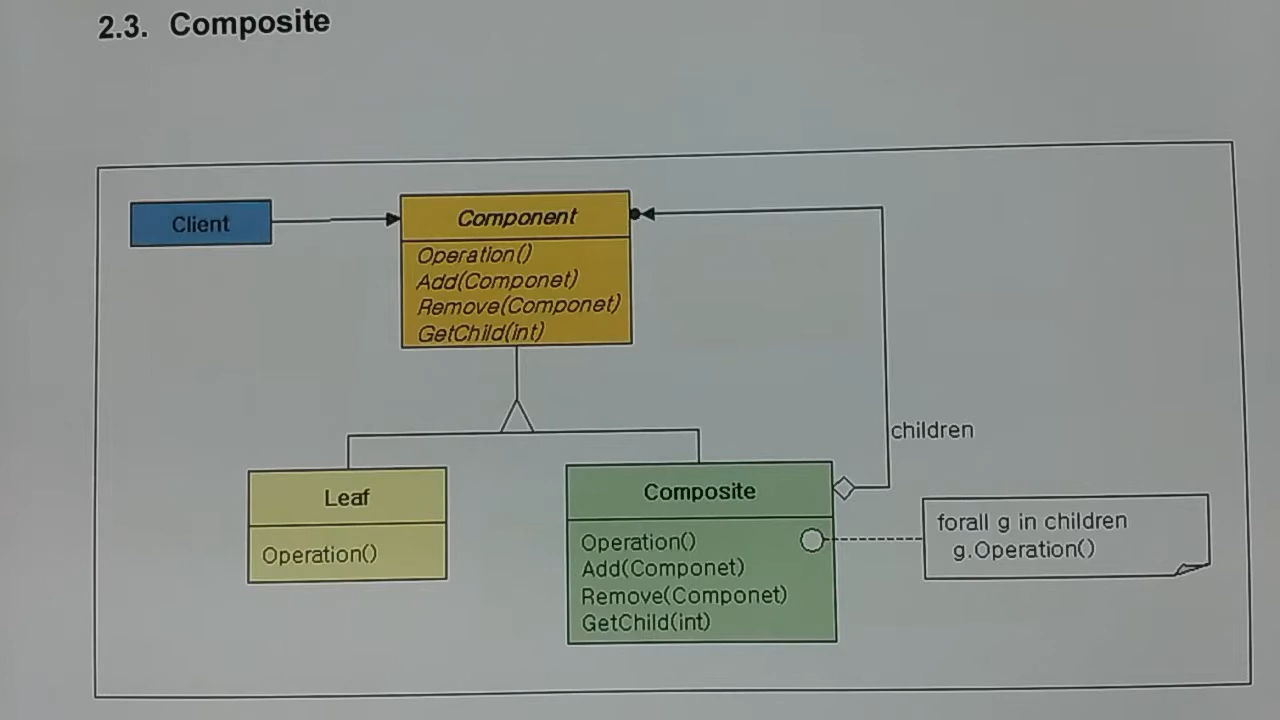 2.3. Composite
Client
Component
Operation()
Add(Componet)
Remove(Componet)
GetChild(int)
children
Leaf
Operation()
Composite
Operation()
Add(Componet)
Remove(Componet)
GetChild(int)
forall g in children
g.Operation()